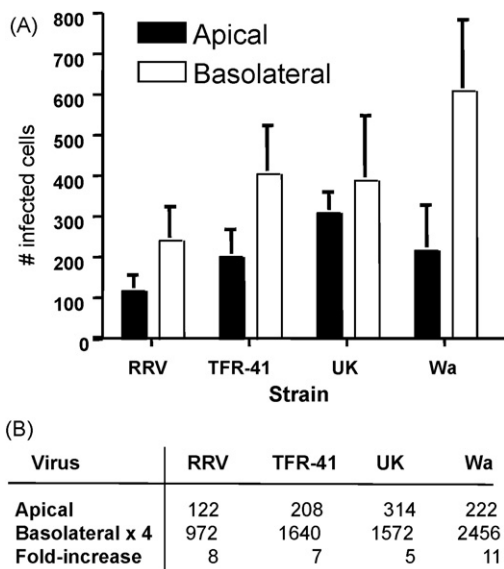 (A)
800
700
600
500
400
300
200
100
0
# infected cells
Apical
Basolateral
RRV TFR-41 UK Wa
Strain
(B)
Virus RRV TFR-41 UK Wa
Apical 122 208 314 222
Basolateral x 4 972 1640 1572 2456
Fold-increase 8 7 5 11